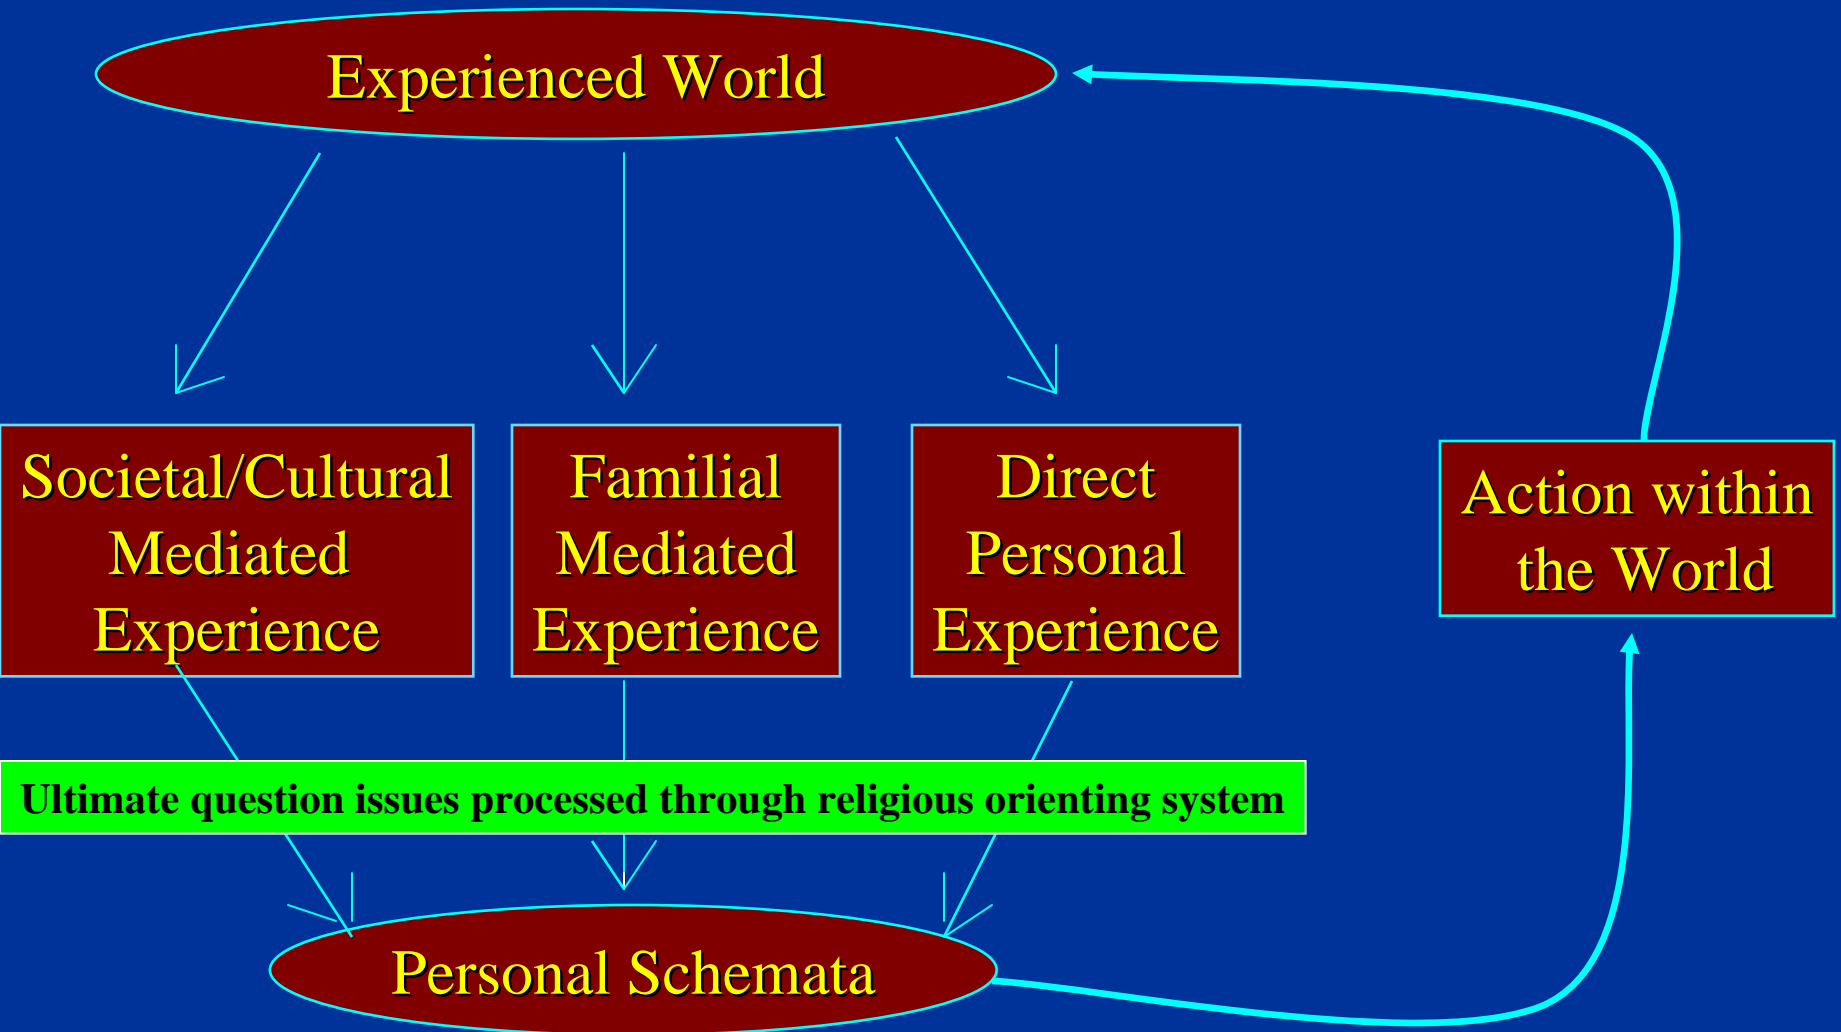 Experienced World
Societal/Cultural
Mediated
Experience
Familial
Mediated
Experience
Direct
Personal
Experience
Action within
the World
Ultimate question issues processed through religious orienting system
Personal Schemata